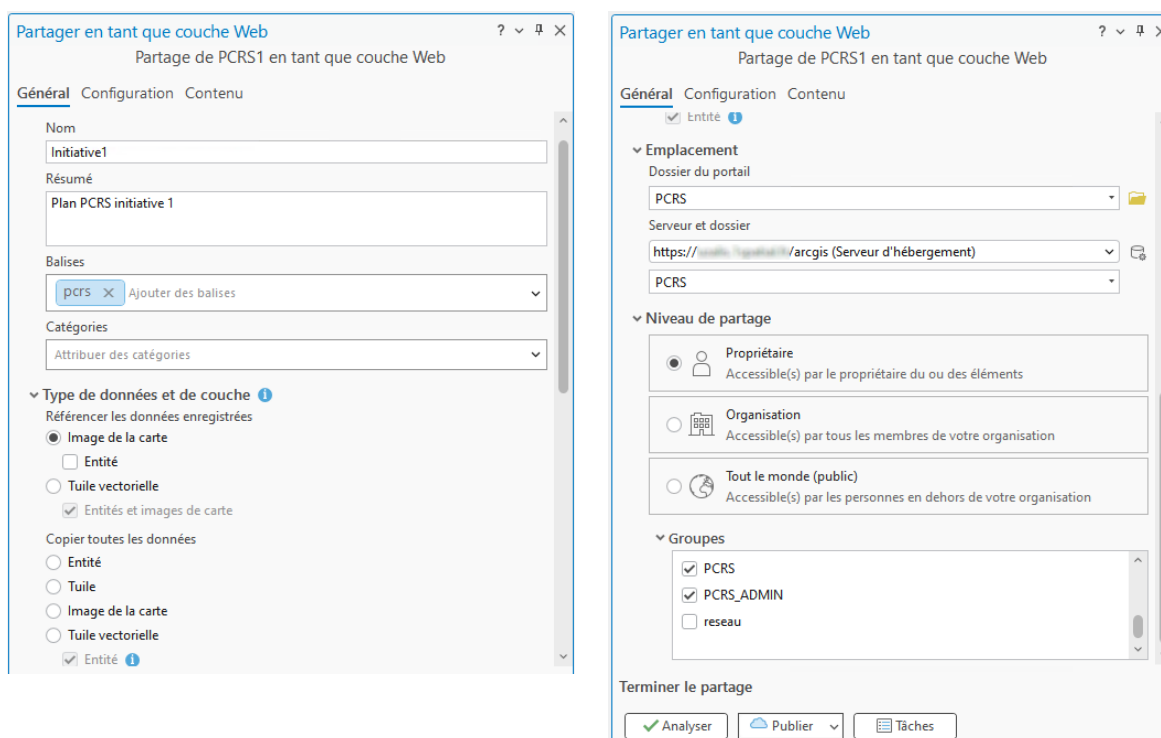 Partager en tant que couche Web
Partage de PCRS1 en tant que couche Web
Général Configuration Contenu
Nom
Initiative1
Résumé
Plan PCRS initiative 1
Balises
pcrs Ajouter des balises
Catégories
Attribuer des catégories
Type de données et de couche
Référencer les données enregistrées
Image de la carte
Entité
Tuile vectorielle
Entités et images de carte
Copier toutes les données
Entité
Tuile
Image de la carte
Tuile vectorielle
Entité
Partager en tant que couche Web
Partage de PCRS1 en tant que couche Web
Général Configuration Contenu
Entité
Emplacement
Dossier du portail
PCRS
Serveur et dossier
https:// /arcgis (Serveur d'hébergement)
PCRS
Niveau de partage
Propriétaire
Accessible(s) par le propriétaire du ou des éléments
Organisation
Accessible(s) par tous les membres de votre organisation
Tout le monde (public)
Accessible(s) par les personnes en dehors de votre organisation
Groupes
PCRS
PCRS_ADMIN
reseau
Terminer le partage
Analyser Publier Tâches